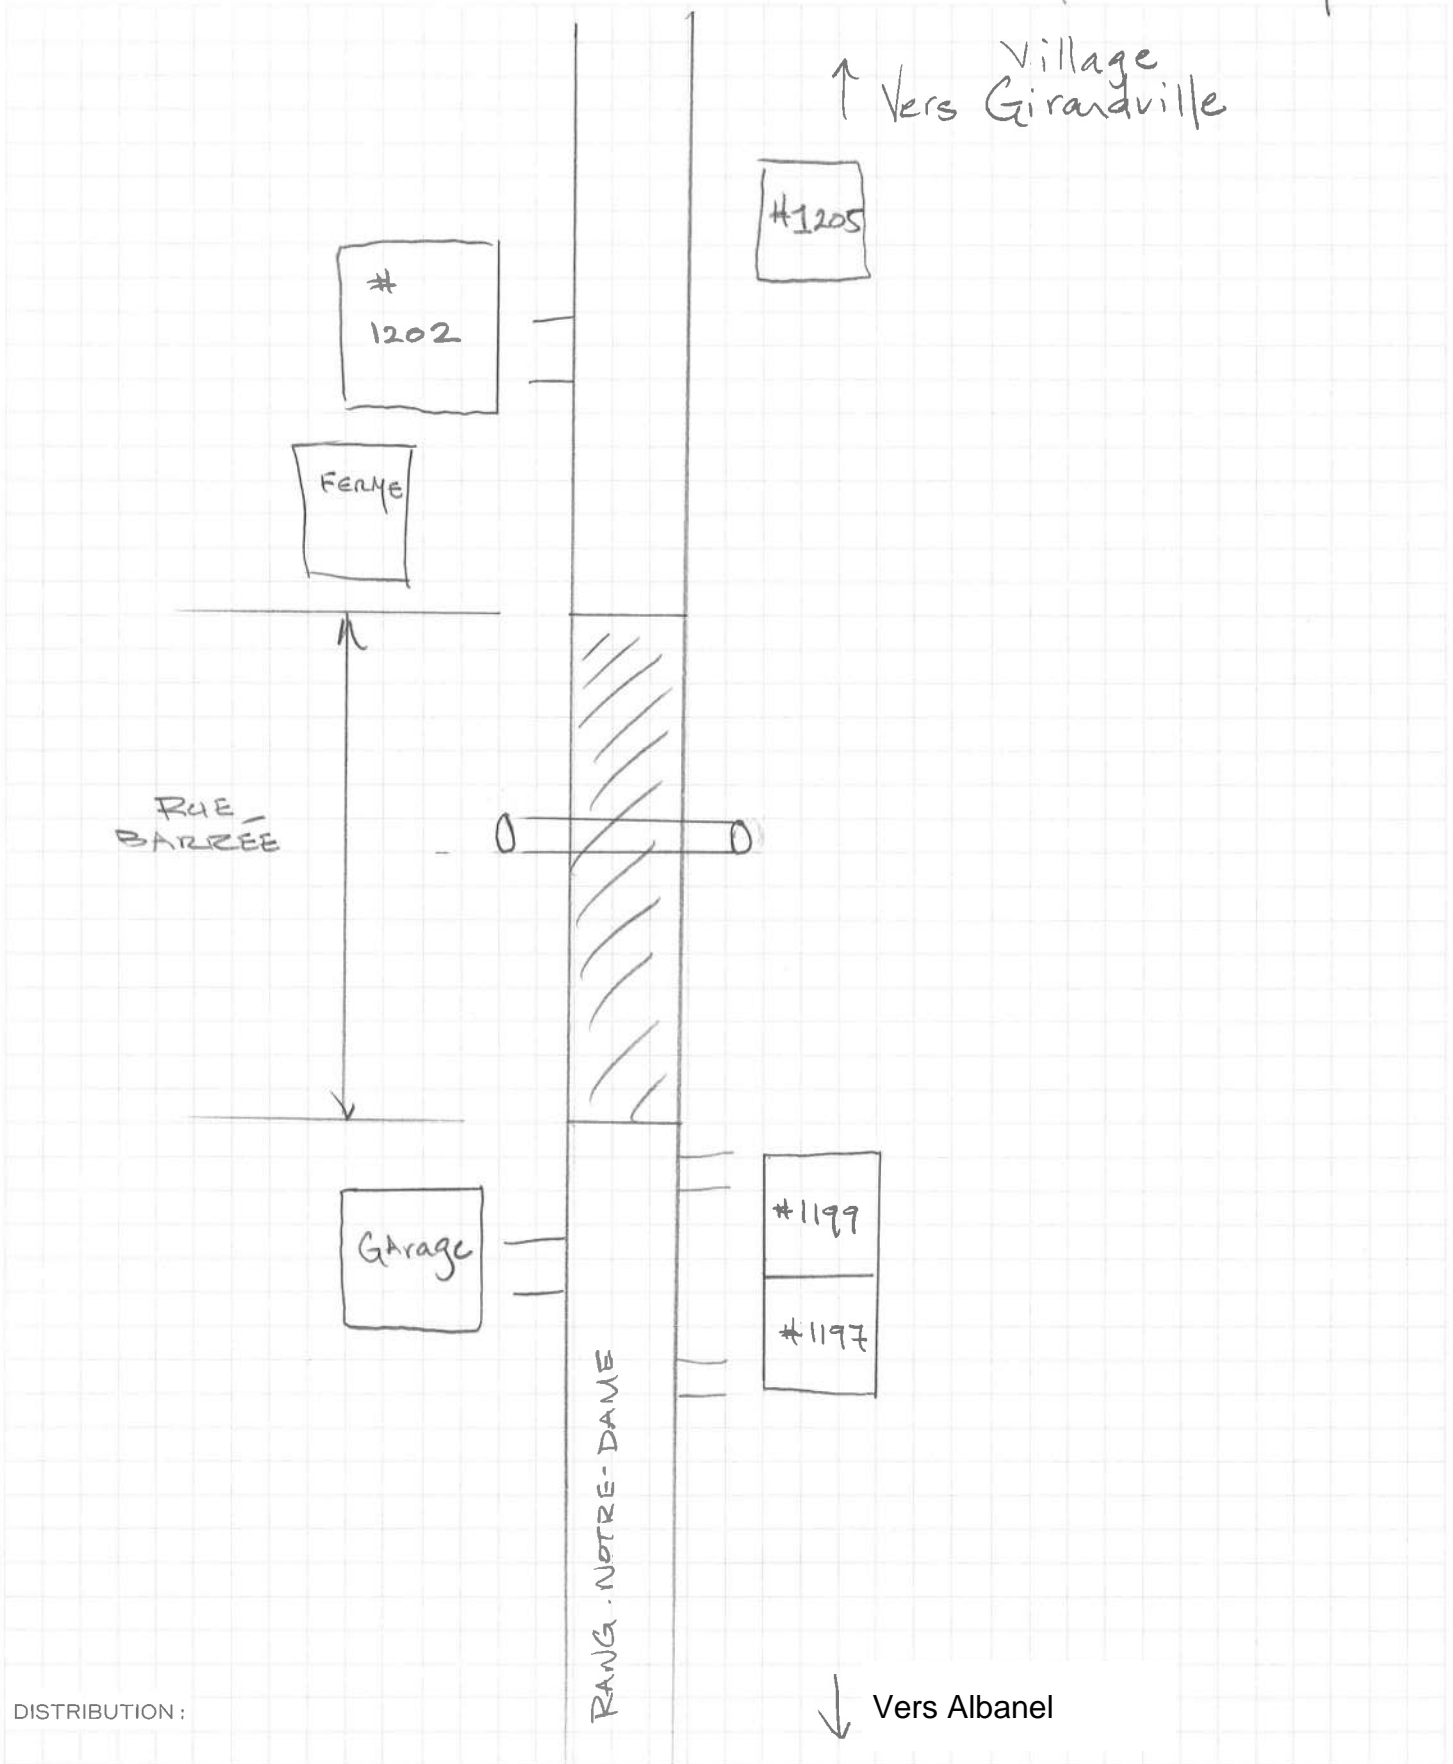 Village
↑ Vers Girardville
#1205
#
1202
FERME
RUE
BARRÉE
GArage
#1199
#1197
RANG. NOTRE-DAME
DISTRIBUTION :
↓ Vers Albanel